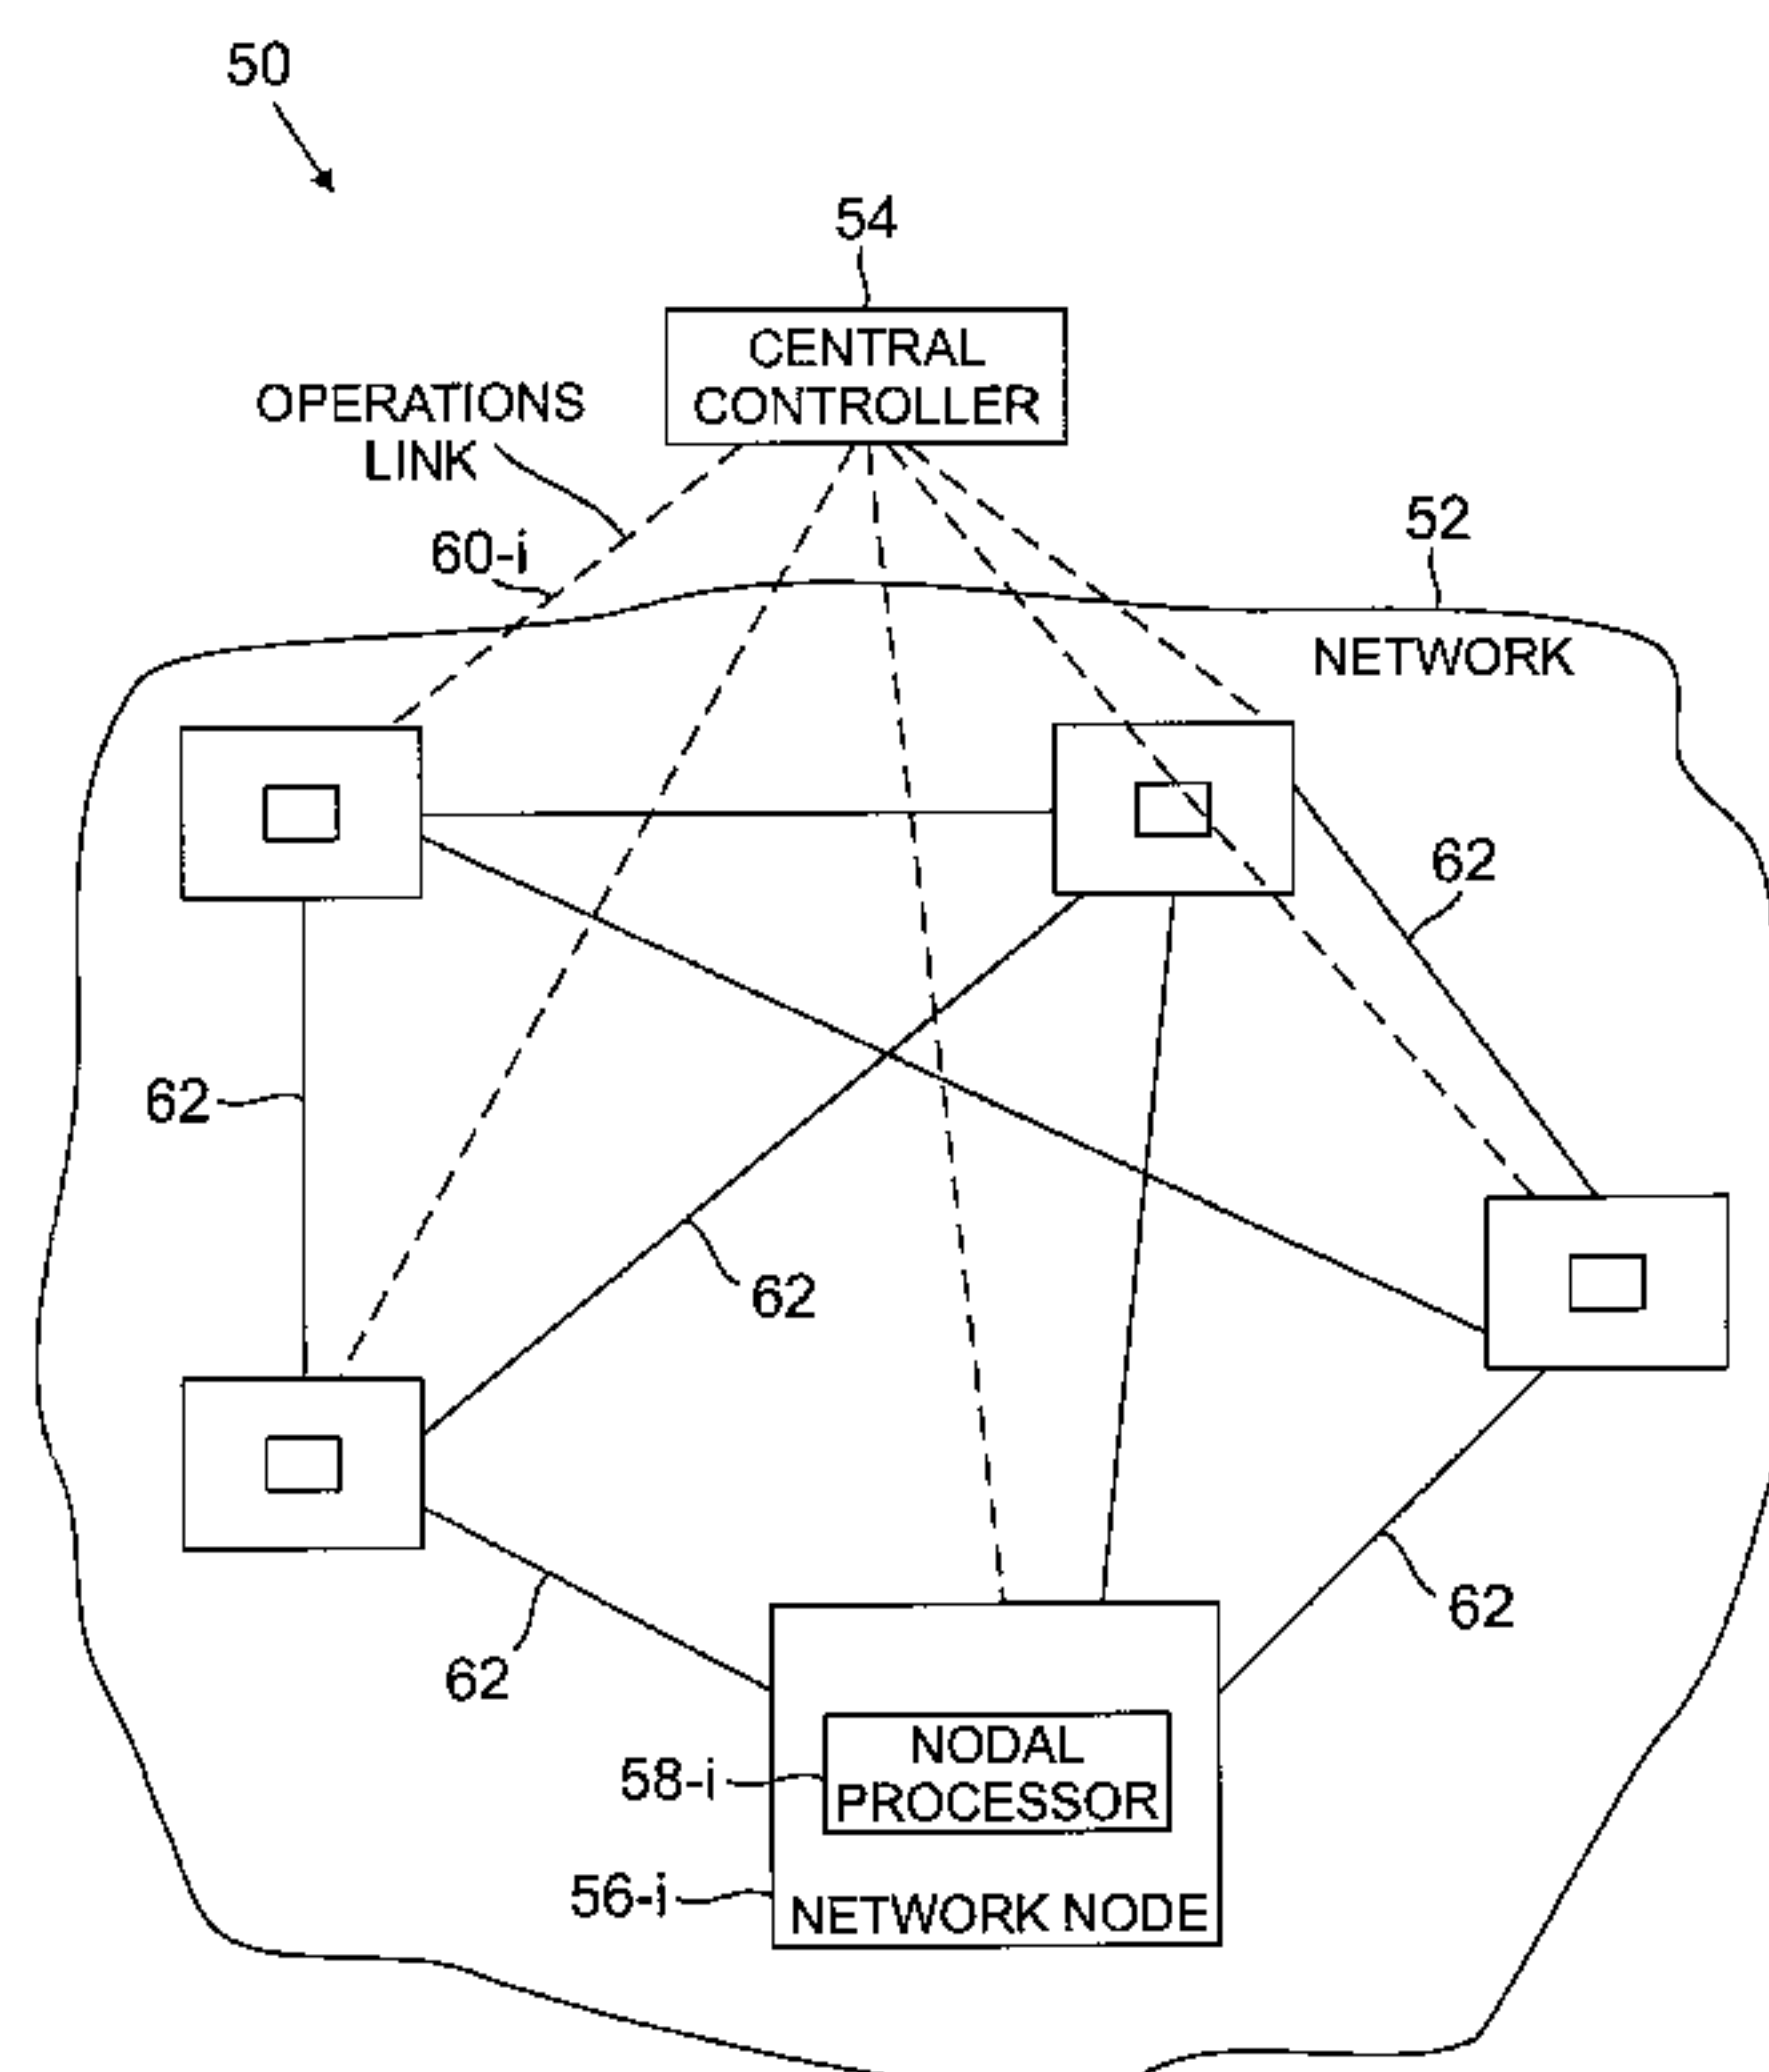 50
54
CENTRAL
CONTROLLER
OPERATIONS
LINK
60-i
52
NETWORK
62
62
62
62
62
NODAL
PROCESSOR
58-i
56-i
NETWORK NODE